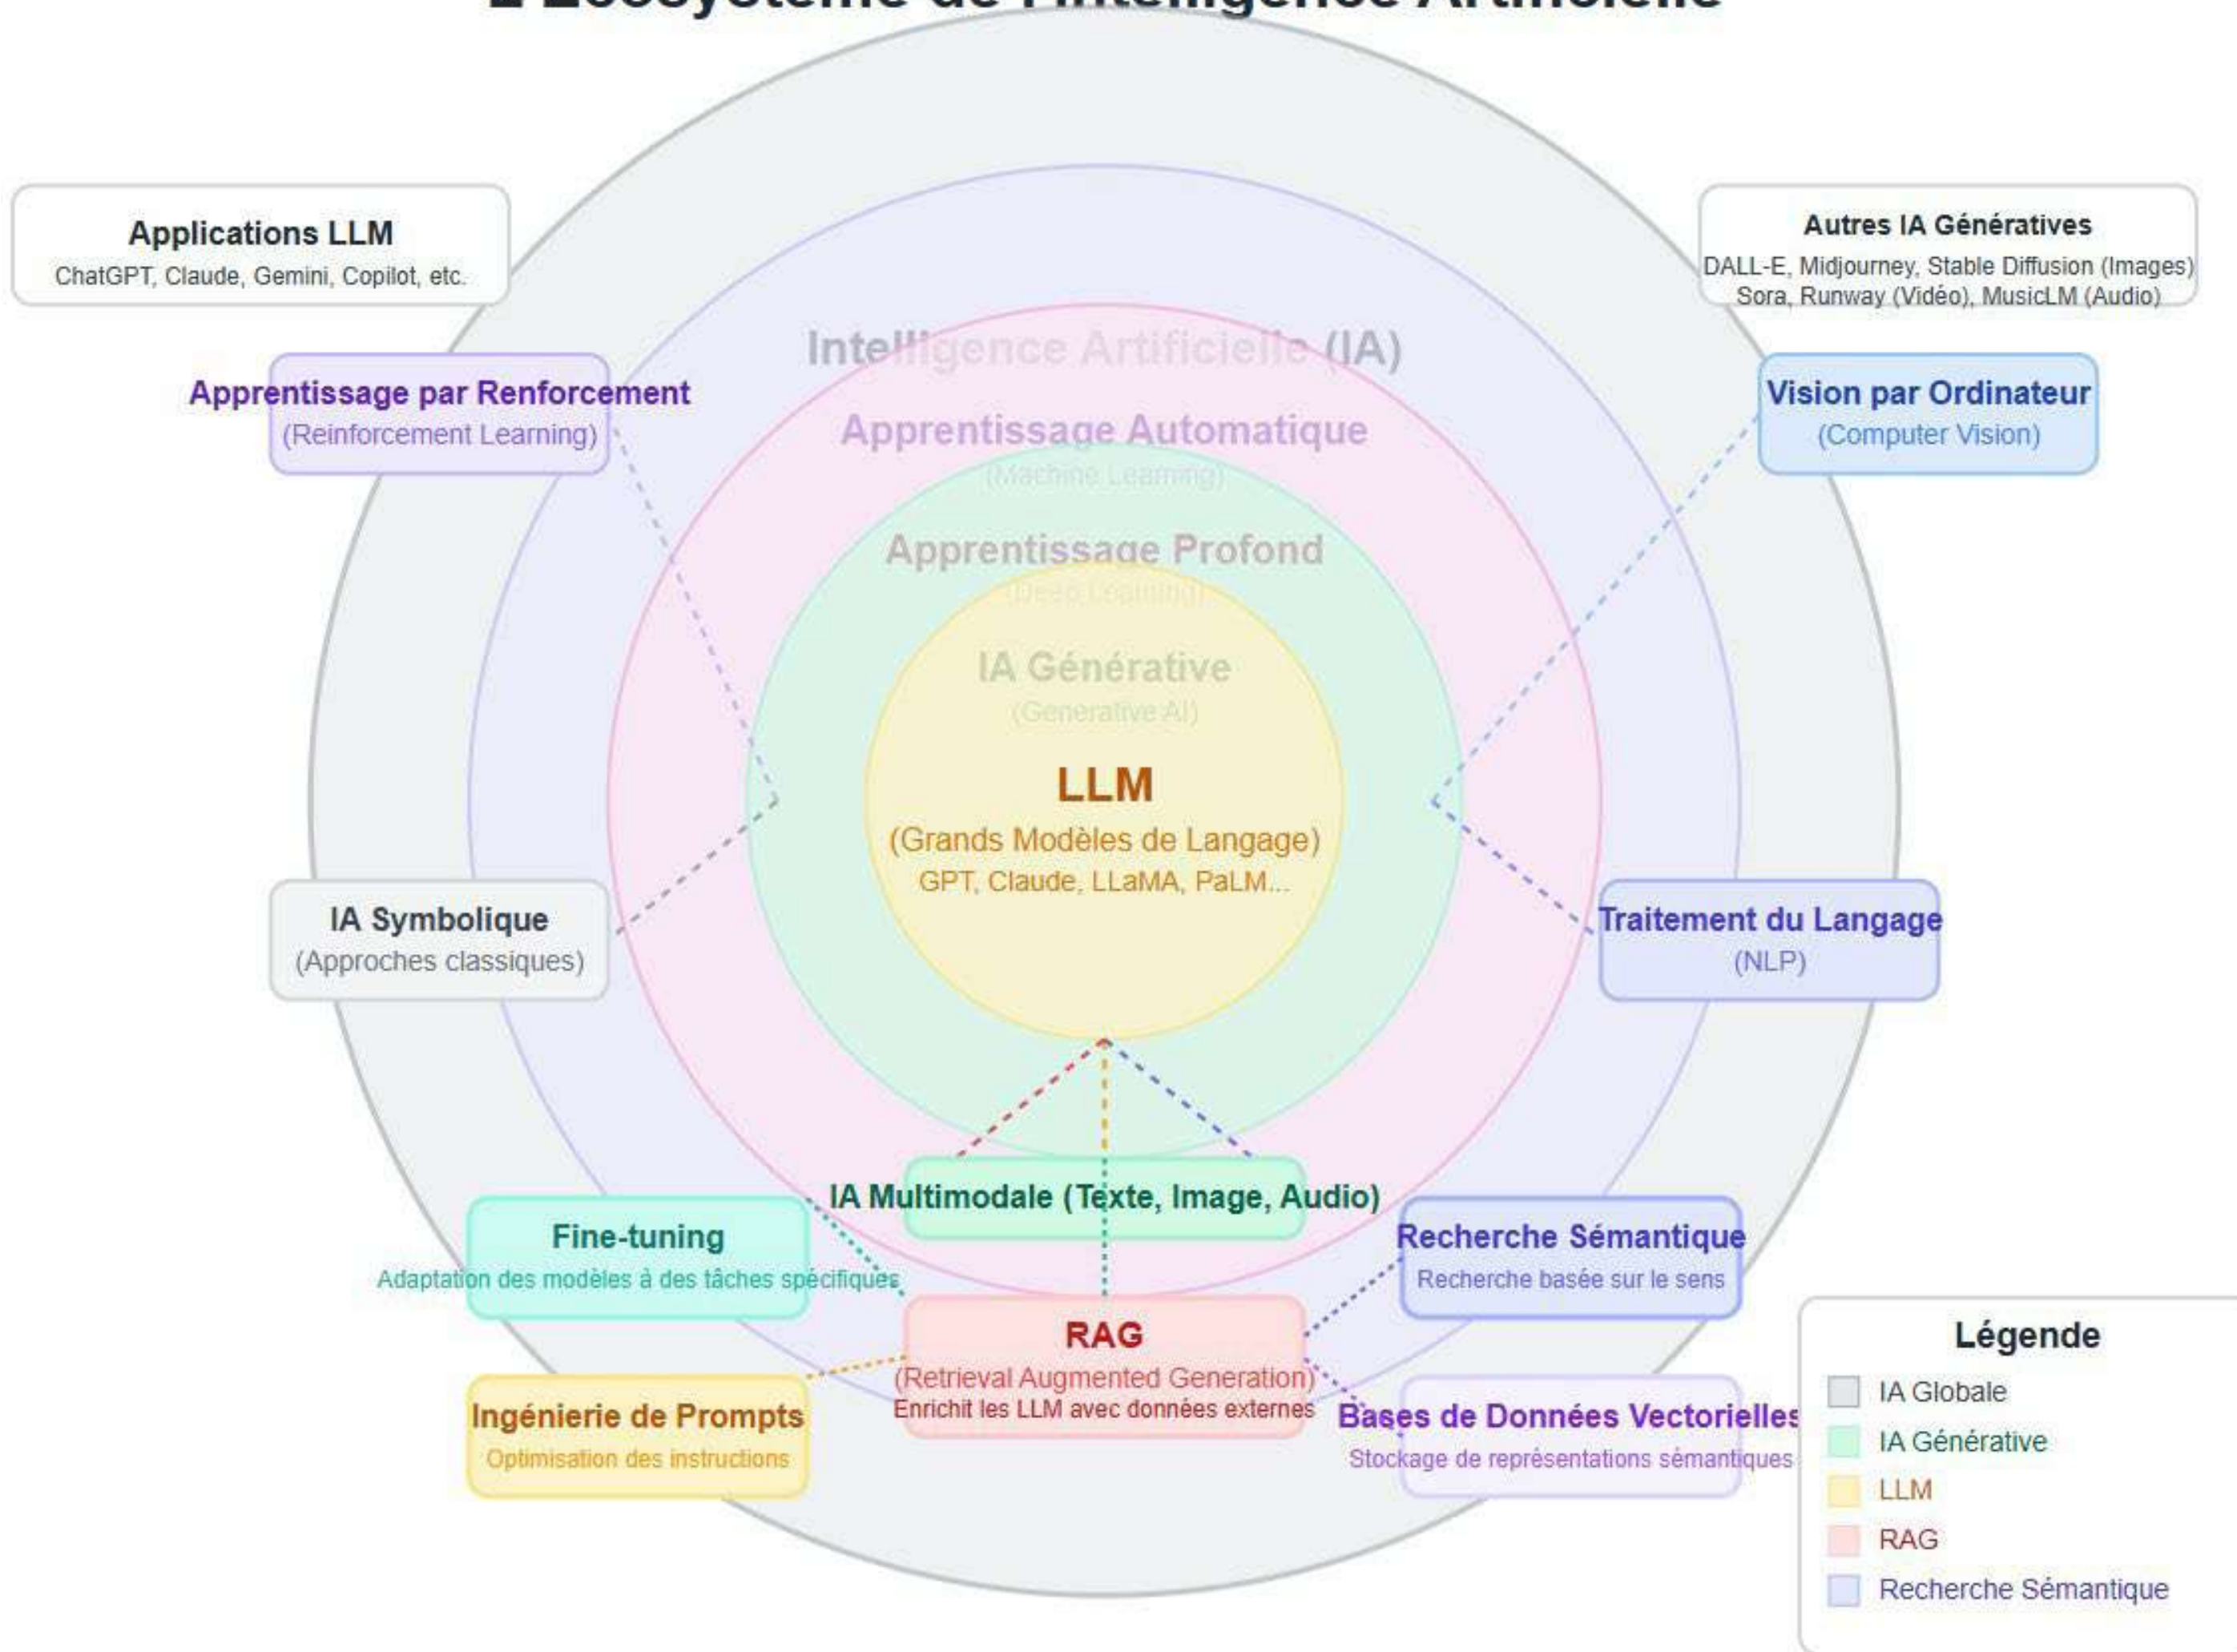 L'Écosystème de l'Intelligence Artificielle
Applications LLM
ChatGPT, Claude, Gemini, Copilot, etc.
Autres IA Génératives
DALL-E, Midjourney, Stable Diffusion (Images)
Sora, Runway (Vidéo), MusicLM (Audio)
Intelligence Artificielle (IA)
Apprentissage par Renforcement
(Reinforcement Learning)
Vision par Ordinateur
(Computer Vision)
Apprentissage Automatique
(Machine Learning)
Apprentissage Profond
(Deep Learning)
IA Générative
(Generative AI)
LLM
(Grands Modèles de Langage)
GPT, Claude, LLaMA, PaLM...
IA Symbolique
(Approches classiques)
Traitement du Langage
(NLP)
IA Multimodale (Texte, Image, Audio)
Fine-tuning
Adaptation des modèles à des tâches spécifiques
Recherche Sémantique
Recherche basée sur le sens
RAG
(Retrieval Augmented Generation)
Enrichit les LLM avec données externes
Ingénierie de Prompts
Optimisation des instructions
Bases de Données Vectorielles
Stockage de représentations sémantiques
Légende
IA Globale
IA Générative
LLM
RAG
Recherche Sémantique